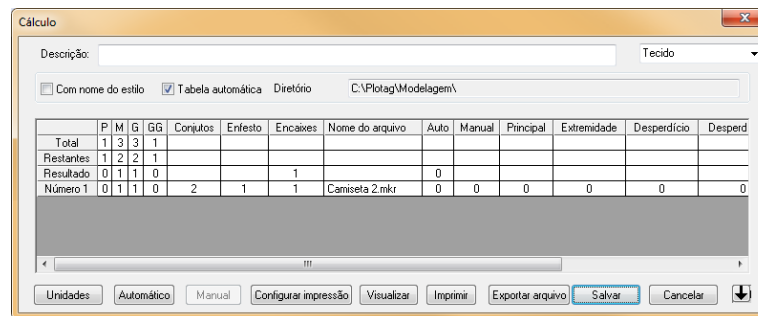 Cálculo
Descrição: Tecido
Com nome do estilo Tabela automática Diretório C:\Plotag\Modelagem\
P M G GG Conjutos Enfesto Encaixes Nome do arquivo Auto Manual Principal Extremidade Desperdício Desperd
Total 1 3 3 1
Restantes 1 2 2 1
Resultado 0 1 1 0 1 0
Número 1 0 1 1 0 2 1 1 Camiseta 2.mkr 0 0 0 0 0 0
Unidades Automático Manual Configurar impressão Visualizar Imprimir Exportar arquivo Salvar Cancelar